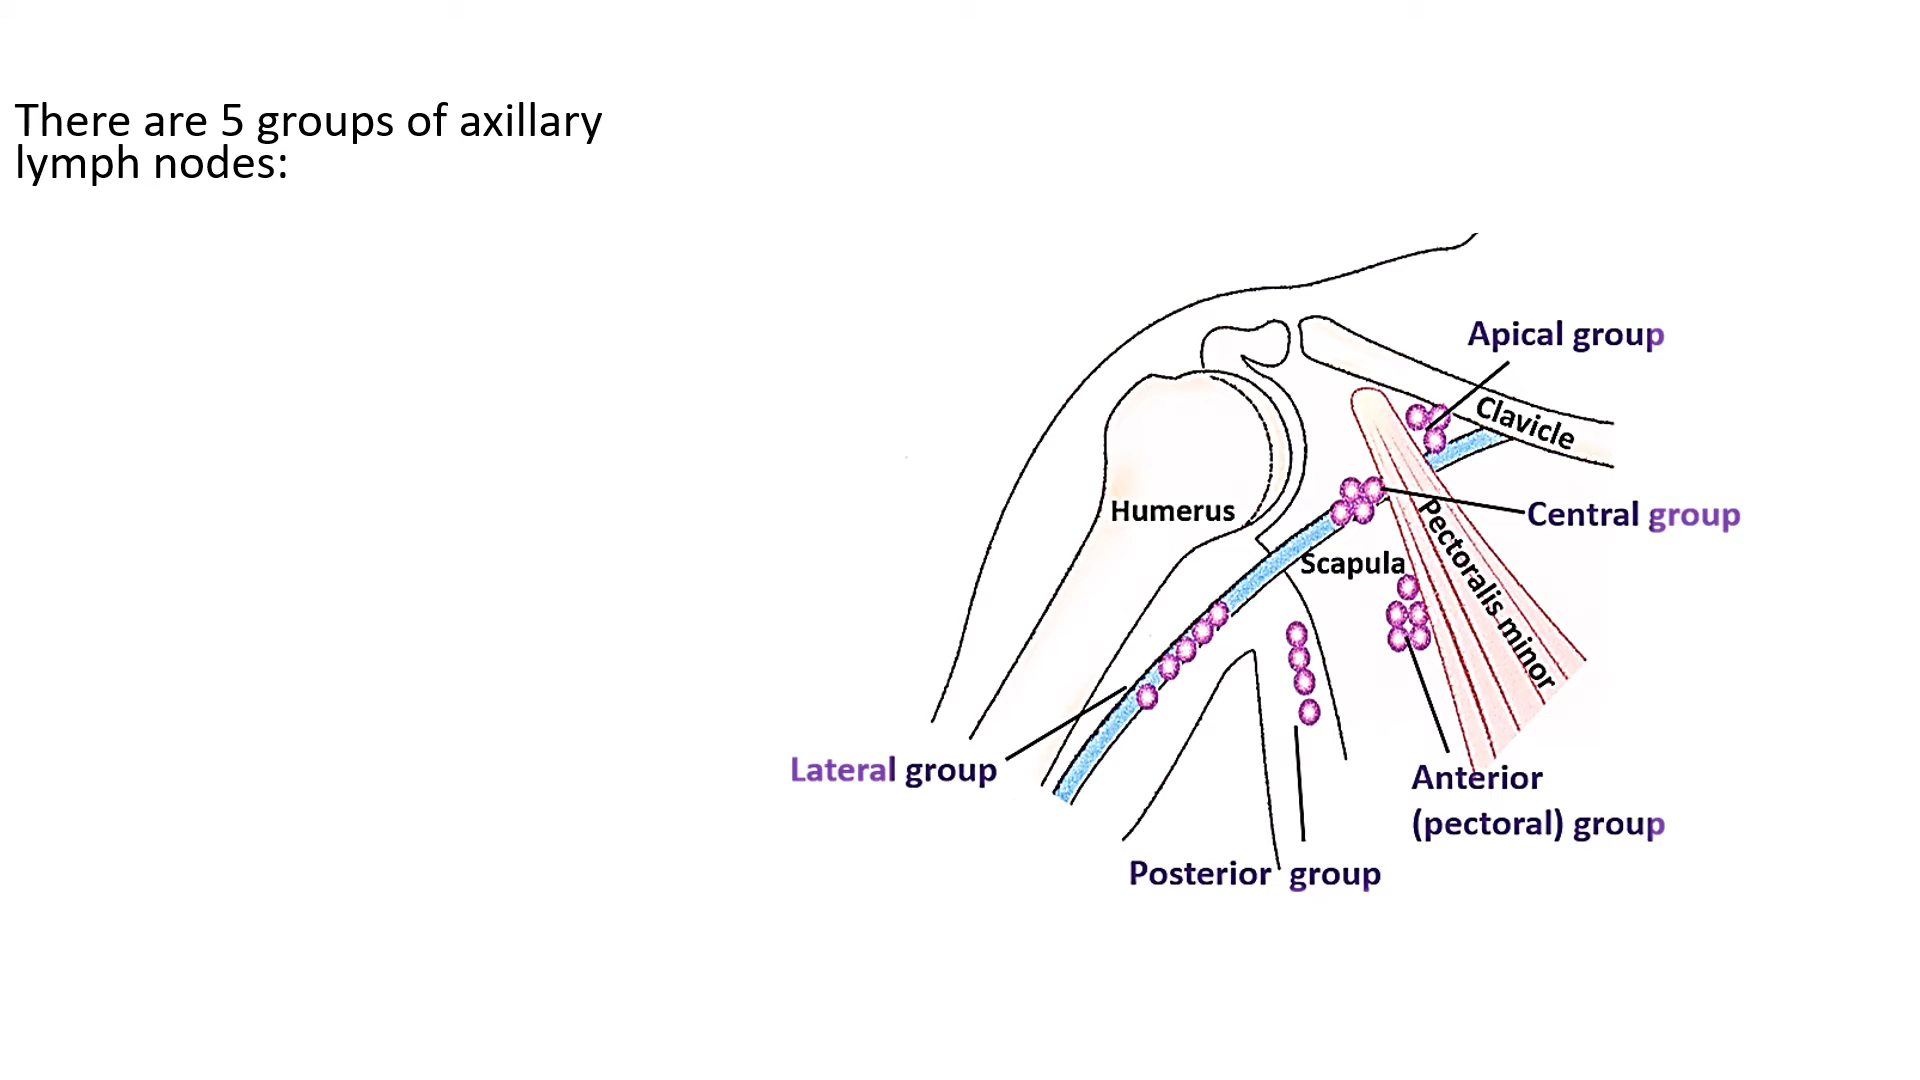 There are 5 groups of axillary
lymph nodes:
Apical group
Clavicle
Humerus
Central group
Scapula
Pectoralis minor
Lateral group
Anterior
(pectoral) group
Posterior group